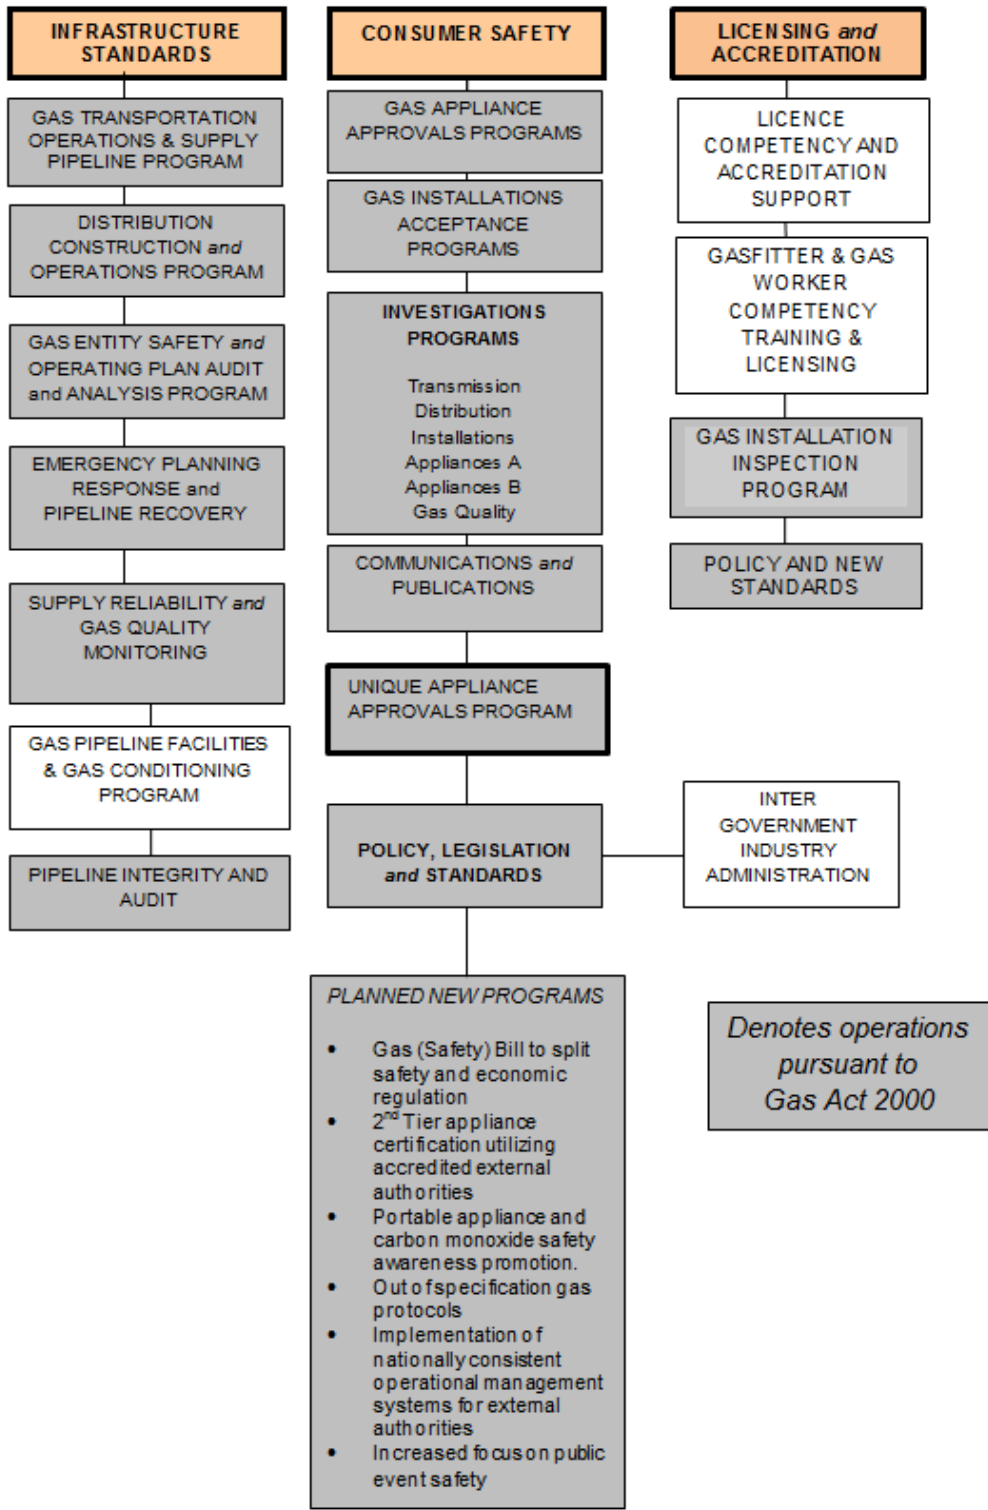 INFRASTRUCTURE
STANDARDS
GAS TRANSPORTATION
OPERATIONS & SUPPLY
PIPELINE PROGRAM
DISTRIBUTION
CONSTRUCTION and
OPERATIONS PROGRAM
GAS ENTITY SAFETY and
OPERATING PLAN AUDIT
and ANALYSIS PROGRAM
EMERGENCY PLANNING
RESPONSE and
PIPELINE RECOVERY
SUPPLY RELIABILITY and
GAS QUALITY
MONITORING
GAS PIPELINE FACILITIES
& GAS CONDITIONING
PROGRAM
PIPELINE INTEGRITY AND
AUDIT
CONSUMER SAFETY
GAS APPLIANCE
APPROVALS PROGRAMS
GAS INSTALLATIONS
ACCEPTANCE
PROGRAMS
INVESTIGATIONS
PROGRAMS
Transmission
Distribution
Installations
Appliances A
Appliances B
Gas Quality
COMMUNICATIONS and
PUBLICATIONS
UNIQUE APPLIANCE
APPROVALS PROGRAM
POLICY, LEGISLATION
and STANDARDS
INTER
GOVERNMENT
INDUSTRY
ADMINISTRATION
PLANNED NEW PROGRAMS
• Gas (Safety) Bill to split
safety and economic
regulation
• 2nd Tier appliance
certification utilizing
accredited external
authorities
• Portable appliance and
carbon monoxide safety
awareness promotion.
• Out of specification gas
protocols
• Implementation of
nationally consistent
operational management
systems for external
authorities
• Increased focus on public
event safety
LICENSING and
ACCREDITATION
LICENCE
COMPETENCY AND
ACCREDITATION
SUPPORT
GASFITTER & GAS
WORKER
COMPETENCY
TRAINING &
LICENSING
GAS INSTALLATION
INSPECTION
PROGRAM
POLICY AND NEW
STANDARDS
Denotes operations
pursuant to
Gas Act 2000